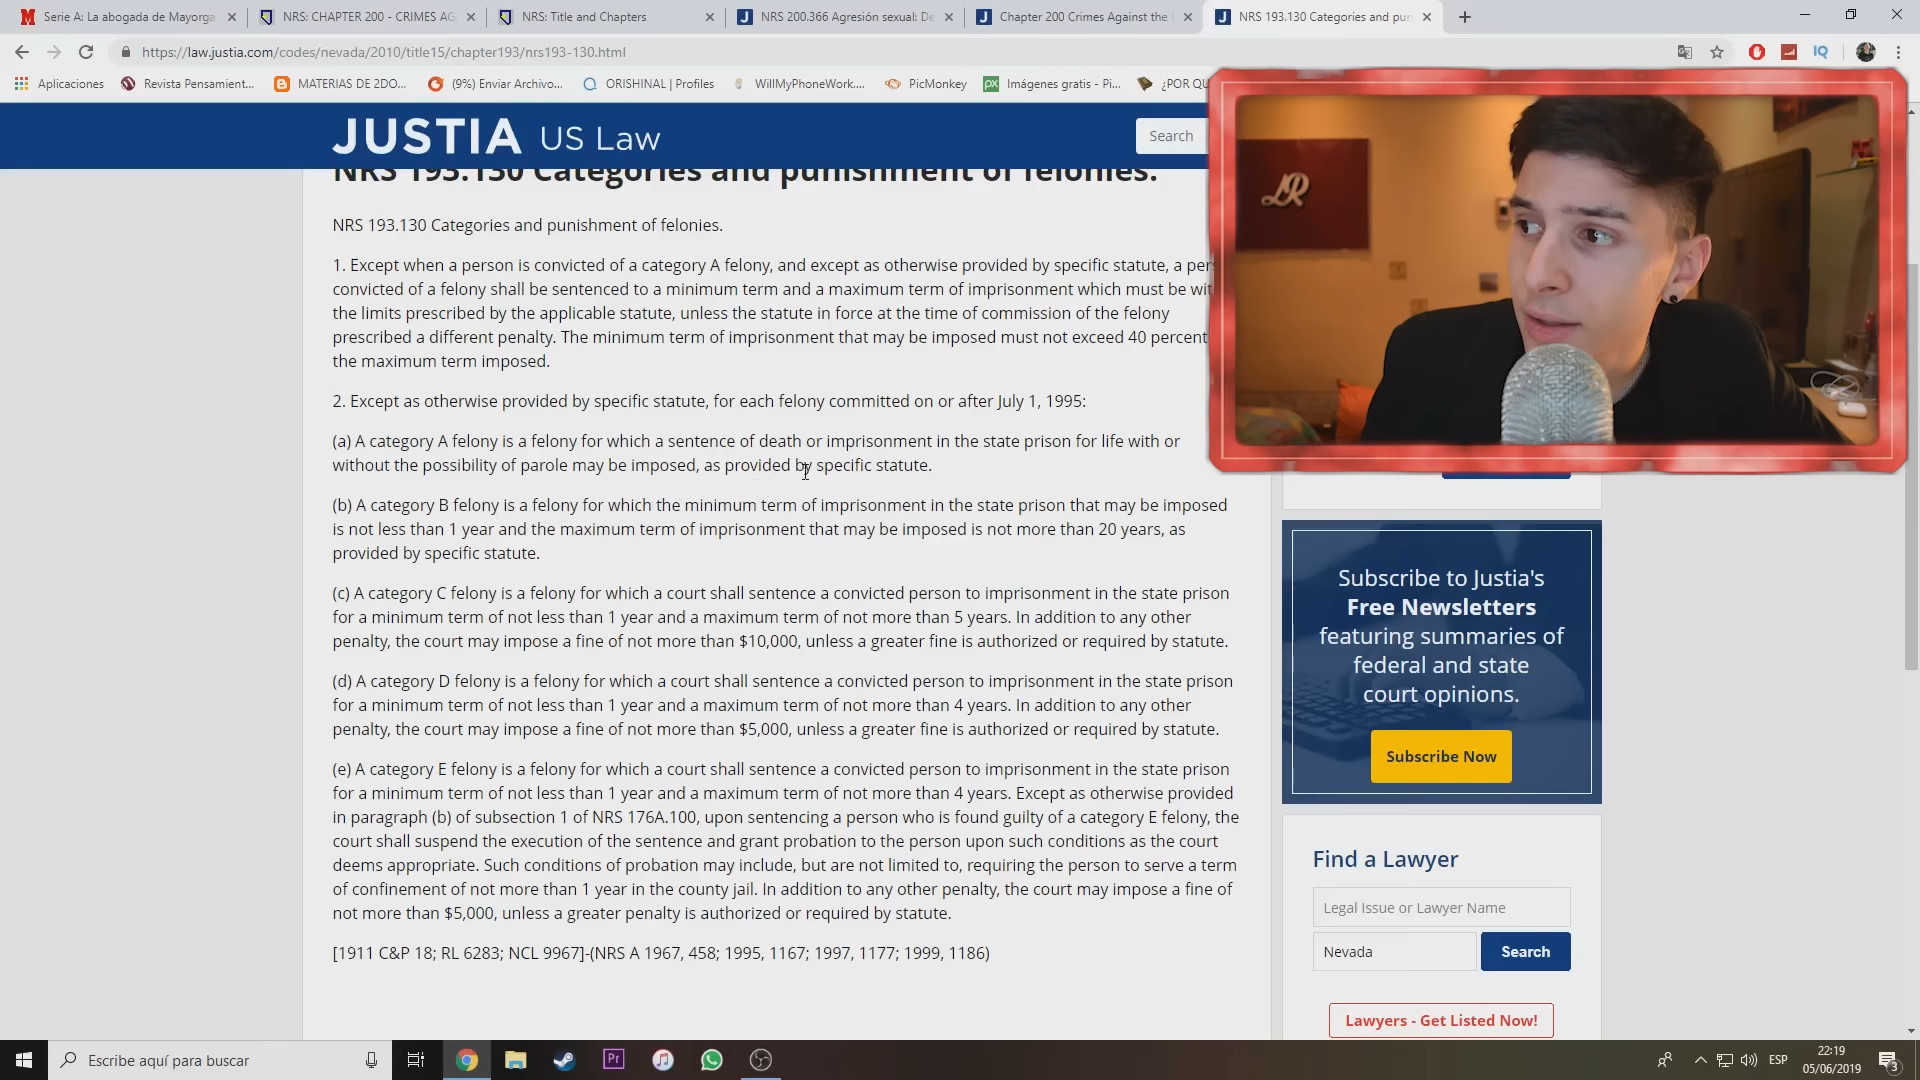 Serie A: La abogada de Mayorga
NRS: CHAPTER 200 - CRIMES AG
NRS: Title and Chapters
NRS 200.366 Agresión sexual: De
Chapter 200 Crimes Against the
NRS 193.130 Categories and pun
https://law.justia.com/codes/nevada/2010/title15/chapter193/nrs193-130.html
Aplicaciones
Revista Pensamient...
MATERIAS DE 2DO...
(9%) Enviar Archivo...
ORISHINAL | Profiles
WillMyPhoneWork....
PicMonkey
Imágenes gratis - Pi...
¿POR QU
JUSTIA US Law
Search
LR
NRS 193.130 Categories and punishment of felonies.
NRS 193.130 Categories and punishment of felonies.
1. Except when a person is convicted of a category A felony, and except as otherwise provided by specific statute, a per
convicted of a felony shall be sentenced to a minimum term and a maximum term of imprisonment which must be wit
the limits prescribed by the applicable statute, unless the statute in force at the time of commission of the felony
prescribed a different penalty. The minimum term of imprisonment that may be imposed must not exceed 40 percent
the maximum term imposed.
2. Except as otherwise provided by specific statute, for each felony committed on or after July 1, 1995:
(a) A category A felony is a felony for which a sentence of death or imprisonment in the state prison for life with or
without the possibility of parole may be imposed, as provided by specific statute.
(b) A category B felony is a felony for which the minimum term of imprisonment in the state prison that may be imposed
is not less than 1 year and the maximum term of imprisonment that may be imposed is not more than 20 years, as
provided by specific statute.
(c) A category C felony is a felony for which a court shall sentence a convicted person to imprisonment in the state prison
for a minimum term of not less than 1 year and a maximum term of not more than 5 years. In addition to any other
penalty, the court may impose a fine of not more than $10,000, unless a greater fine is authorized or required by statute.
(d) A category D felony is a felony for which a court shall sentence a convicted person to imprisonment in the state prison
for a minimum term of not less than 1 year and a maximum term of not more than 4 years. In addition to any other
penalty, the court may impose a fine of not more than $5,000, unless a greater fine is authorized or required by statute.
(e) A category E felony is a felony for which a court shall sentence a convicted person to imprisonment in the state prison
for a minimum term of not less than 1 year and a maximum term of not more than 4 years. Except as otherwise provided
in paragraph (b) of subsection 1 of NRS 176A.100, upon sentencing a person who is found guilty of a category E felony, the
court shall suspend the execution of the sentence and grant probation to the person upon such conditions as the court
deems appropriate. Such conditions of probation may include, but are not limited to, requiring the person to serve a term
of confinement of not more than 1 year in the county jail. In addition to any other penalty, the court may impose a fine of
not more than $5,000, unless a greater penalty is authorized or required by statute.
[1911 C&P 18; RL 6283; NCL 9967]-(NRS A 1967, 458; 1995, 1167; 1997, 1177; 1999, 1186)
Subscribe to Justia's
Free Newsletters
featuring summaries of
federal and state
court opinions.
Subscribe Now
Find a Lawyer
Legal Issue or Lawyer Name
Nevada
Search
Lawyers - Get Listed Now!
Escribe aquí para buscar
Pr
ESP
22:19
05/06/2019
3